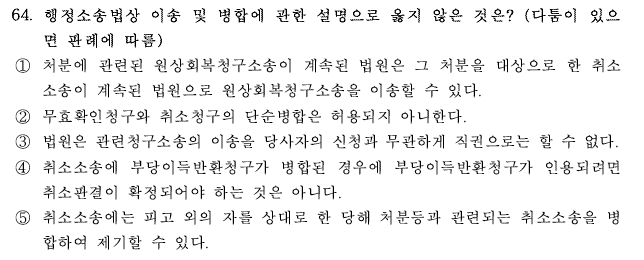 64. 행정소송법상 이송 및 병합에 관한 설명으로 옳지 않은 것은? (다툼이 있으
면 판례에 따름)
① 처분에 관련된 원상회복청구소송이 계속된 법원은 그 처분을 대상으로 한 취소
소송이 계속된 법원으로 원상회복청구소송을 이송할 수 있다.
② 무효확인청구와 취소청구의 단순병합은 허용되지 아니한다.
③ 법원은 관련청구소송의 이송을 당사자의 신청과 무관하게 직권으로는 할 수 없다.
④ 취소소송에 부당이득반환청구가 병합된 경우에 부당이득반환청구가 인용되려면
취소판결이 확정되어야 하는 것은 아니다.
⑤ 취소소송에는 피고 외의 자를 상대로 한 당해 처분등과 관련되는 취소소송을 병
합하여 제기할 수 있다.